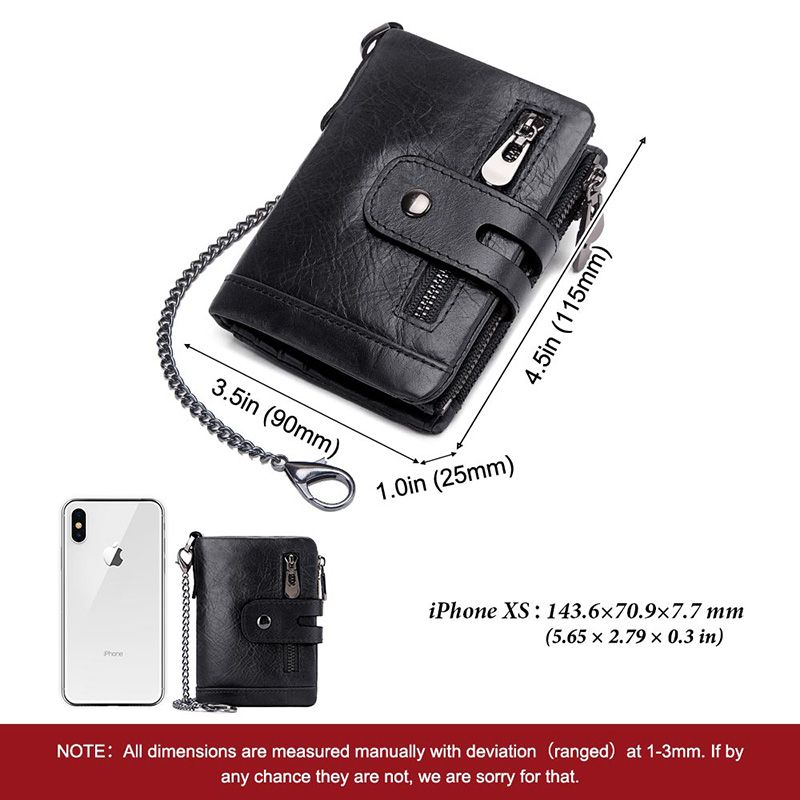 4.5in (115mm)
3.5in (90mm)
1.0in (25mm)
iPhone
iPhone XS : 143.6×70.9×7.7 mm
(5.65 × 2.79 × 0.3 in)
NOTE：All dimensions are measured manually with deviation（ranged）at 1-3mm. If by
any chance they are not, we are sorry for that.